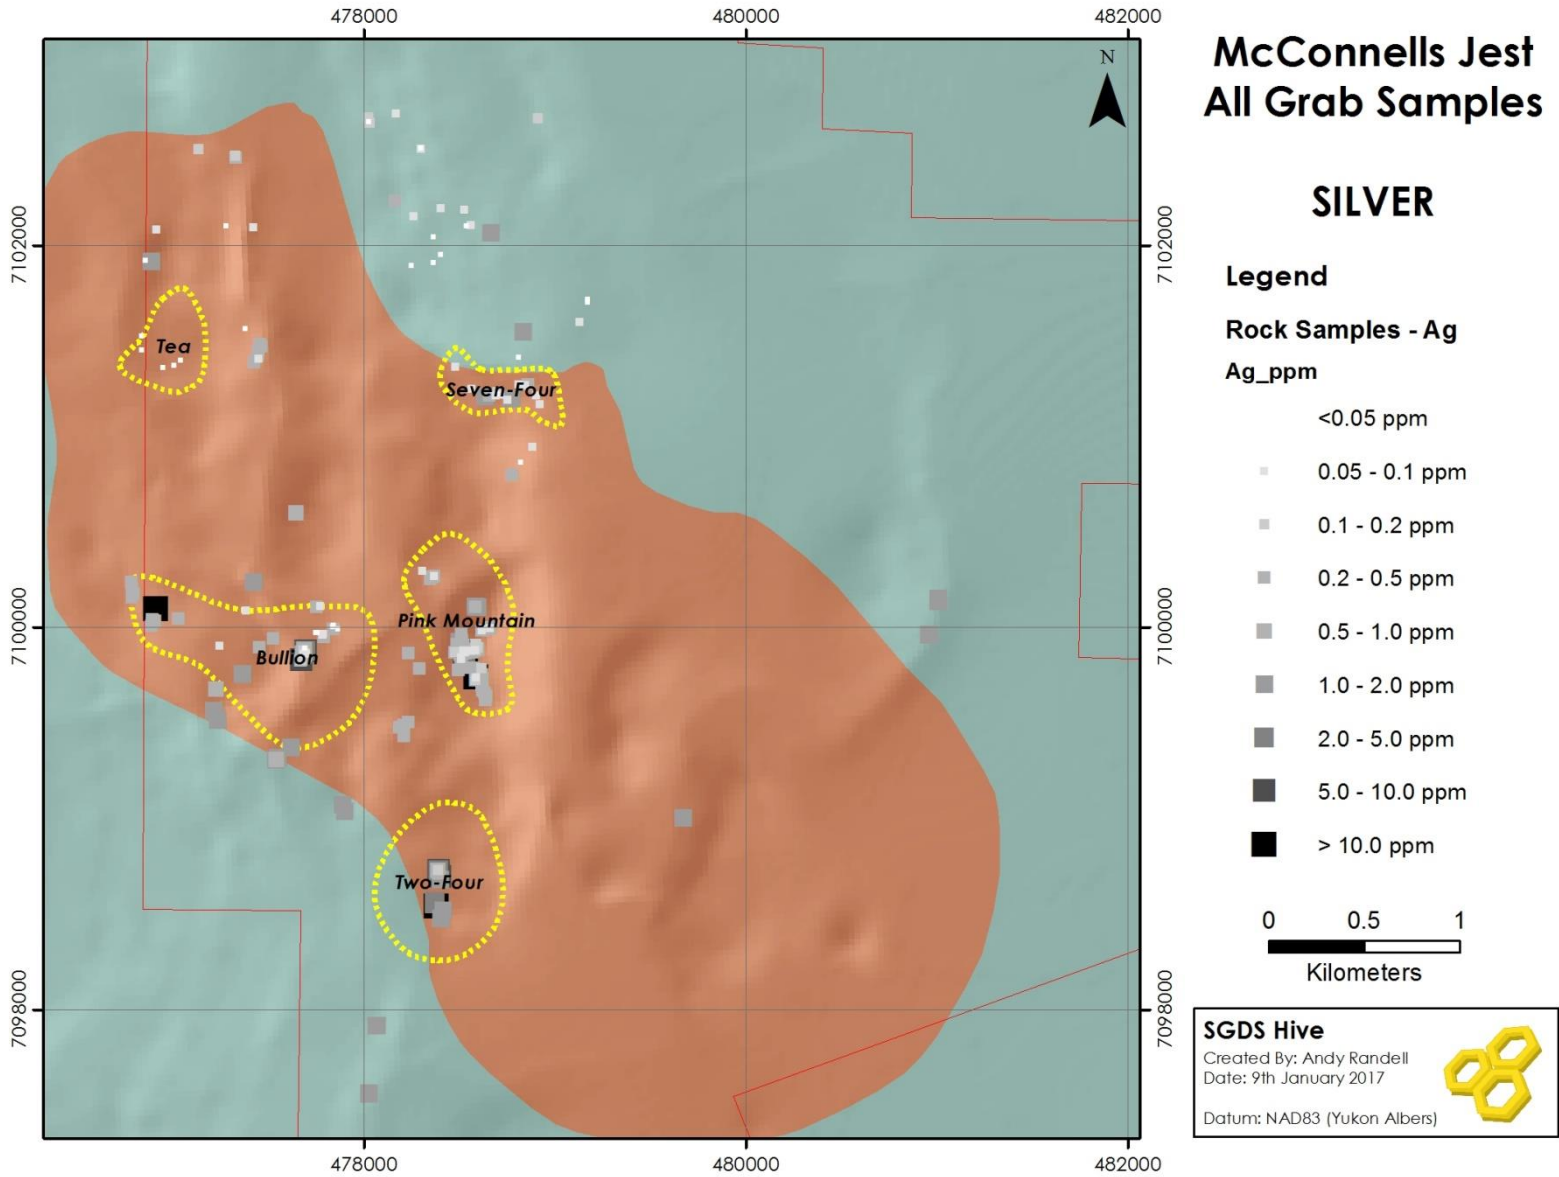 478000
480000
482000
N
7102000
7100000
7098000
Tea
Seven-Four
Pink Mountain
Bullion
Two-Four
7102000
7100000
7098000
478000
480000
482000
McConnells Jest
All Grab Samples
SILVER
Legend
Rock Samples - Ag
Ag_ppm
<0.05 ppm
0.05 - 0.1 ppm
0.1 - 0.2 ppm
0.2 - 0.5 ppm
0.5 - 1.0 ppm
1.0 - 2.0 ppm
2.0 - 5.0 ppm
5.0 - 10.0 ppm
> 10.0 ppm
0 0.5 1
Kilometers
SGDS Hive
Created By: Andy Randell
Date: 9th January 2017
Datum: NAD83 (Yukon Albers)